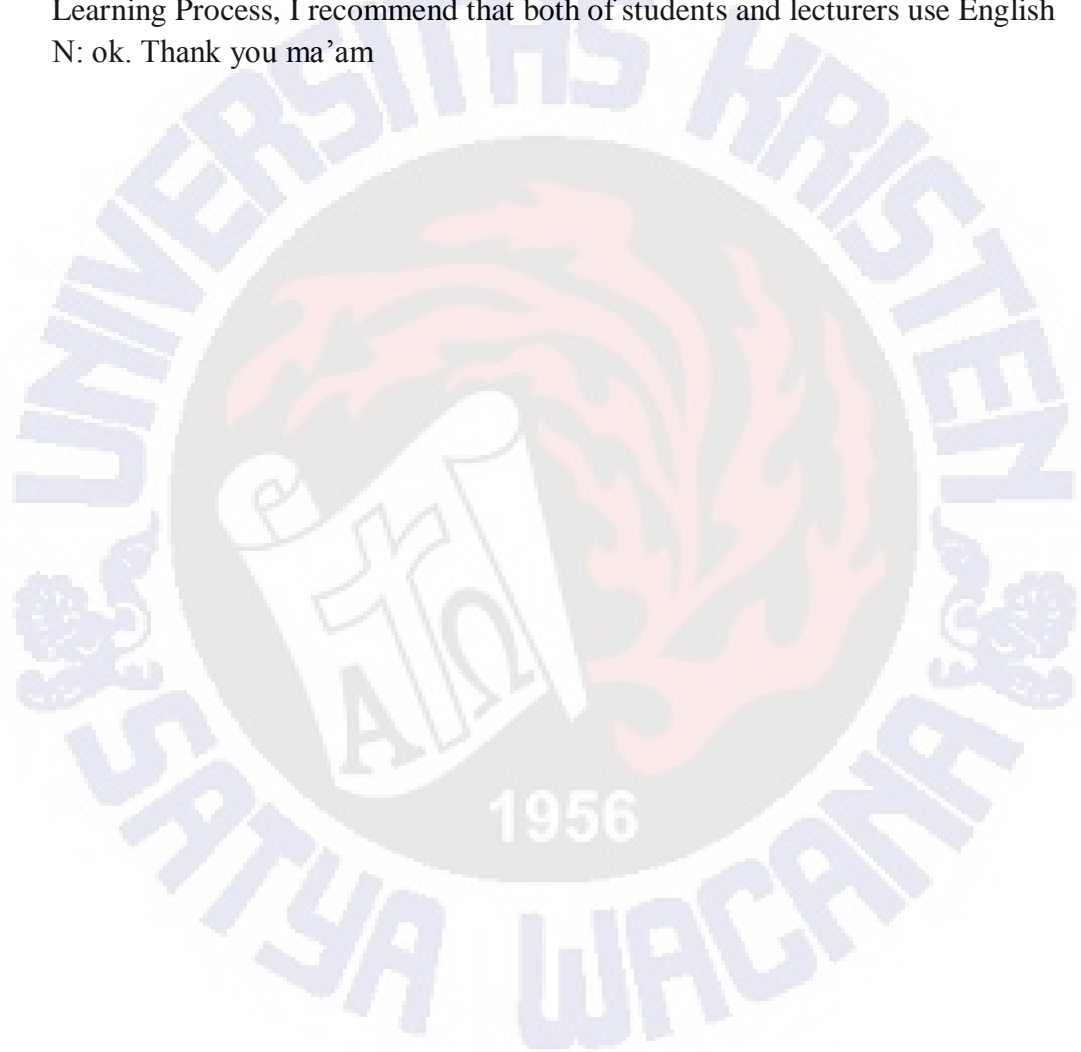 Learning Process, I recommend that both of students and lecturers use English
N: ok. Thank you ma’am
UNIVERSITAS KRISTEN
SATYA WACANA
A Ω
1956